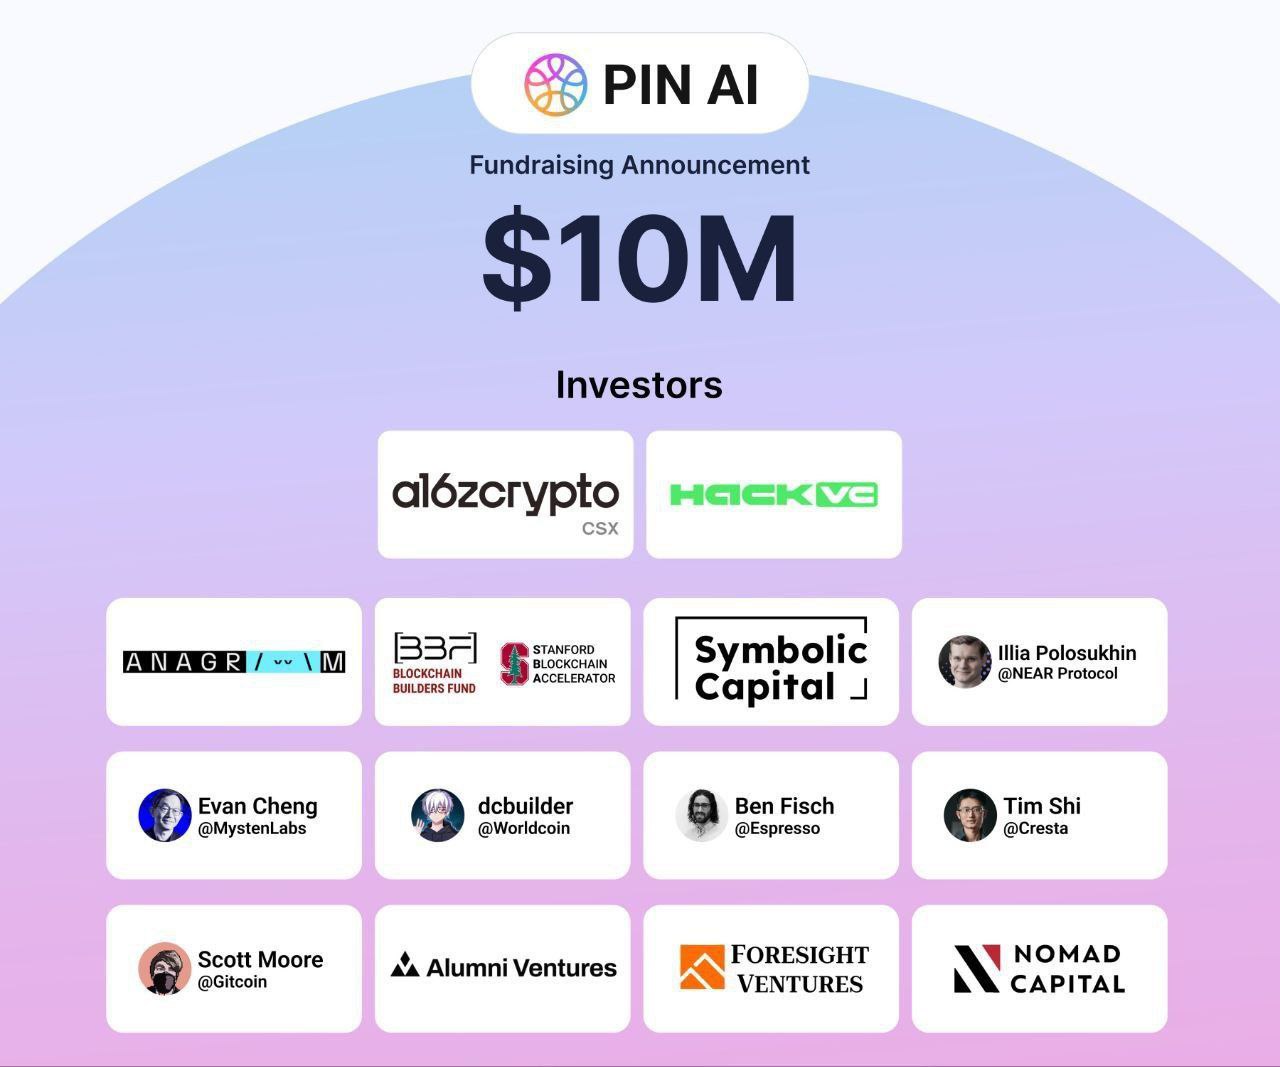 PIN AI
Fundraising Announcement
$10M
Investors
a16zcrypto
CSX
HACK VC
ANAGR/ᵕᵕ\M
[BBF]
BLOCKCHAIN
BUILDERS FUND
STANFORD
BLOCKCHAIN
ACCELERATOR
Symbolic
Capital
Illia Polosukhin
@NEAR Protocol
Evan Cheng
@MystenLabs
dcbuilder
@Worldcoin
Ben Fisch
@Espresso
Tim Shi
@Cresta
Scott Moore
@Gitcoin
Alumni Ventures
FORESIGHT
VENTURES
NOMAD
CAPITAL